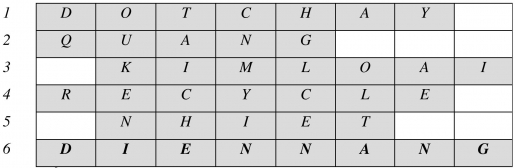 1 D O T C H A Y
2 Q U A N G
3 K I M L O A I
4 R E C Y C L E
5 N H I E T
6 D I E N N A N G